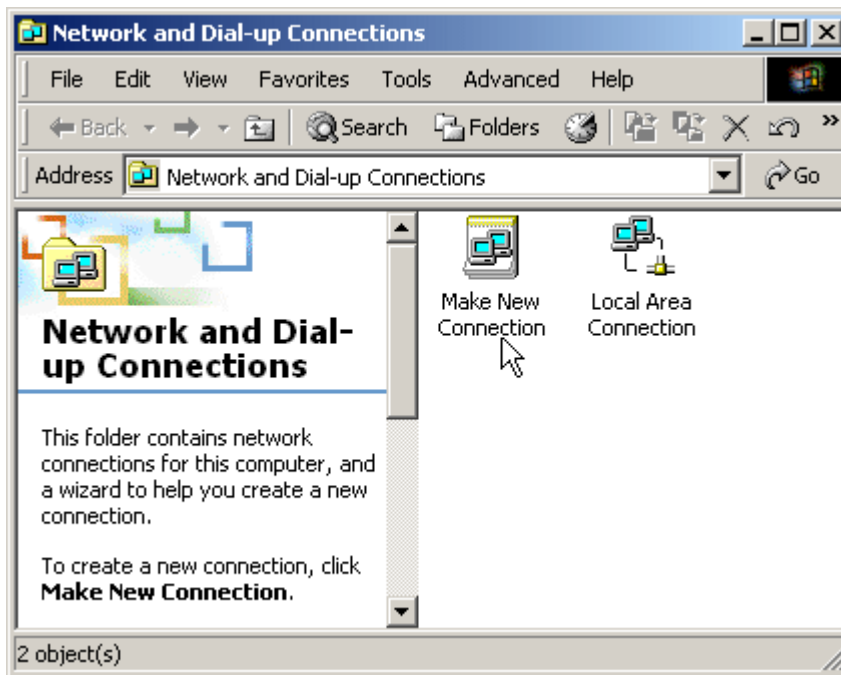 Network and Dial-up Connections
File Edit View Favorites Tools Advanced Help
Back Search Folders »
Address Network and Dial-up Connections Go
Network and Dial-
up Connections
This folder contains network
connections for this computer, and
a wizard to help you create a new
connection.
To create a new connection, click
Make New Connection.
Make New
Connection
Local Area
Connection
2 object(s)